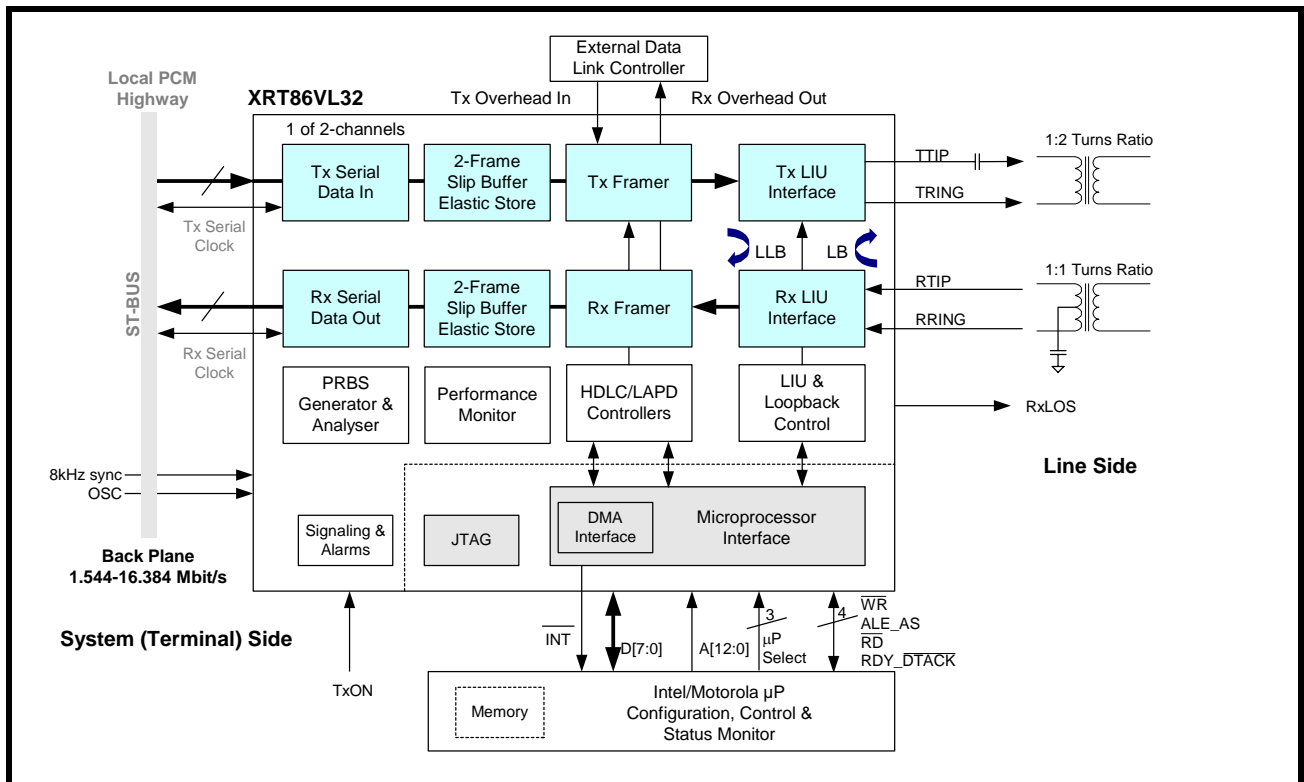 External Data
Link Controller
Local PCM
Highway
XRT86VL32
Tx Overhead In
Rx Overhead Out
1 of 2-channels
Tx Serial
Data In
2-Frame
Slip Buffer
Elastic Store
Tx Framer
Tx LIU
Interface
TTIP
TRING
1:2 Turns Ratio
Tx Serial
Clock
LLB
LB
ST-BUS
Rx Serial
Data Out
2-Frame
Slip Buffer
Elastic Store
Rx Framer
Rx LIU
Interface
RTIP
RRING
1:1 Turns Ratio
Rx Serial
Clock
PRBS
Generator &
Analyser
Performance
Monitor
HDLC/LAPD
Controllers
LIU &
Loopback
Control
RxLOS
8kHz sync
OSC
Line Side
Signaling &
Alarms
JTAG
DMA
Interface
Microprocessor
Interface
Back Plane
1.544-16.384 Mbit/s
System (Terminal) Side
INT
D[7:0]
A[12:0]
3
µP
Select
4
WR
ALE_AS
RD
RDY_DTACK
TxON
Memory
Intel/Motorola µP
Configuration, Control &
Status Monitor